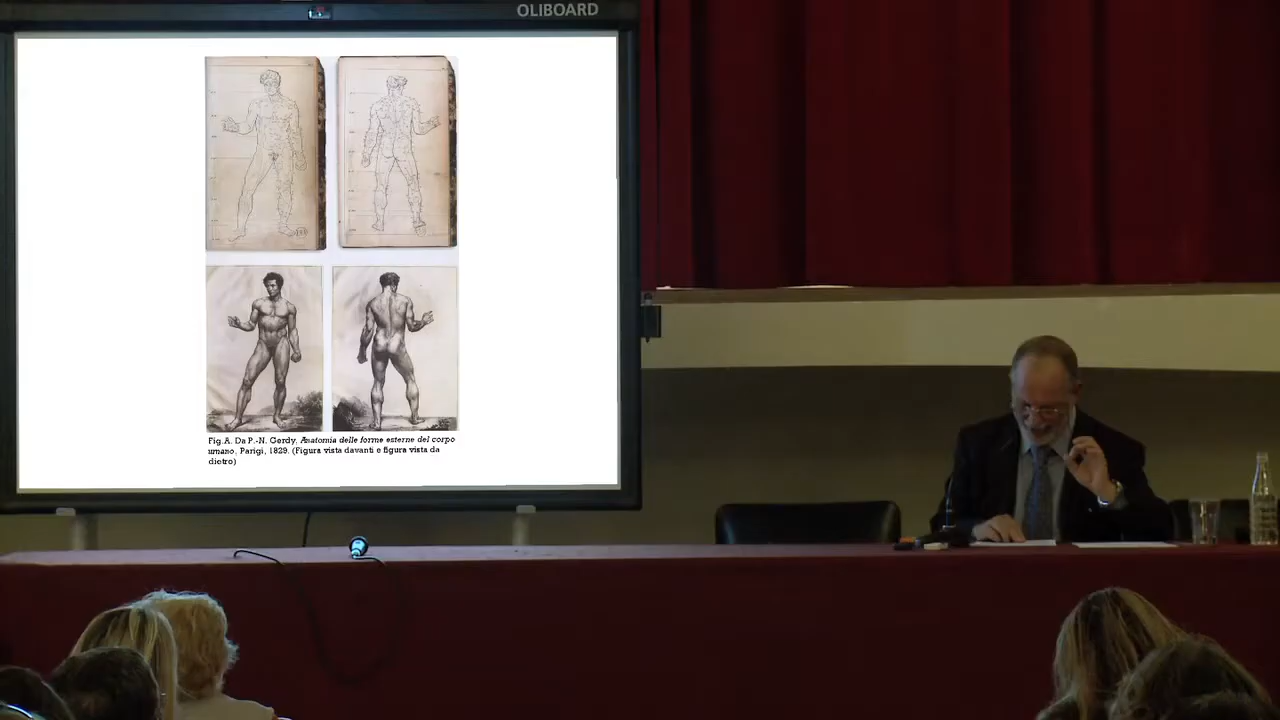 OLIBOARD
Fig.A. Da P.-N. Gerdy, Anatomia delle forme esterne del corpo
umano, Parigi, 1829. (Figura vista davanti e figura vista da
dietro)